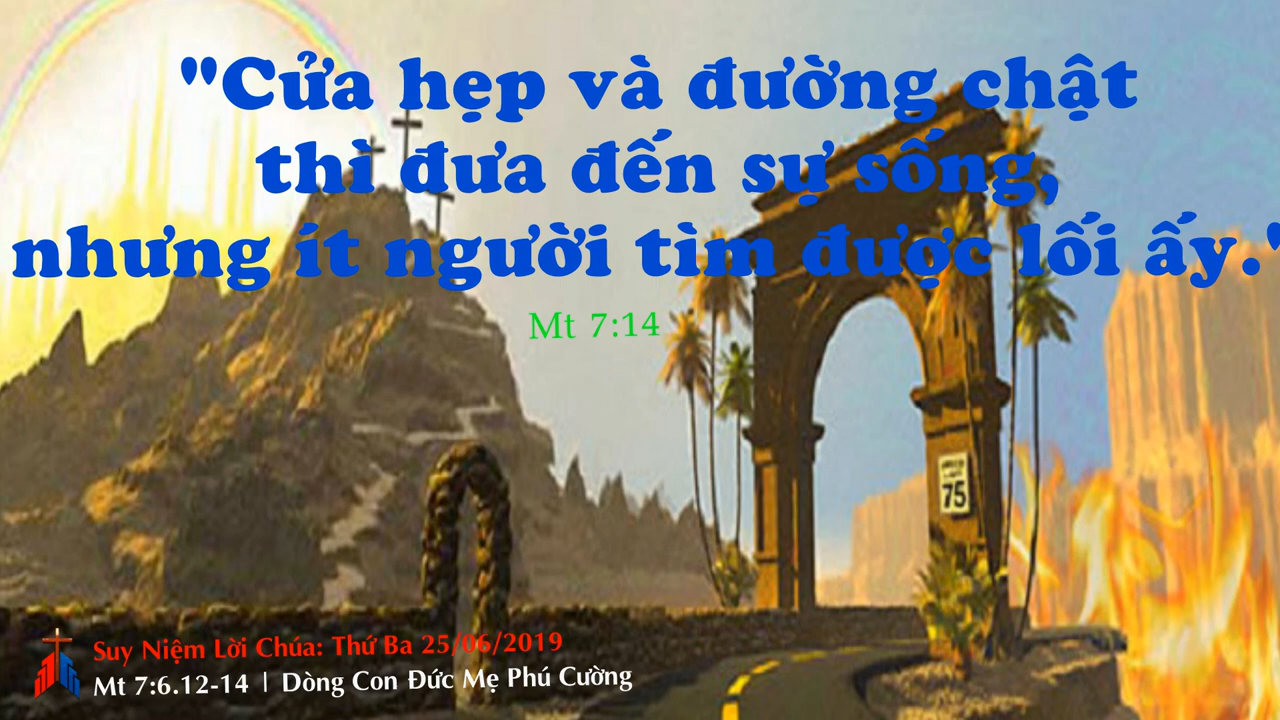 "Cửa hẹp và đường chật
thì đưa đến sự sống,
nhưng ít người tìm được lối ấy."
Mt 7:14
75
Suy Niệm Lời Chúa: Thứ Ba 25/06/2019
Mt 7:6.12-14 | Dòng Con Đức Mẹ Phú Cường